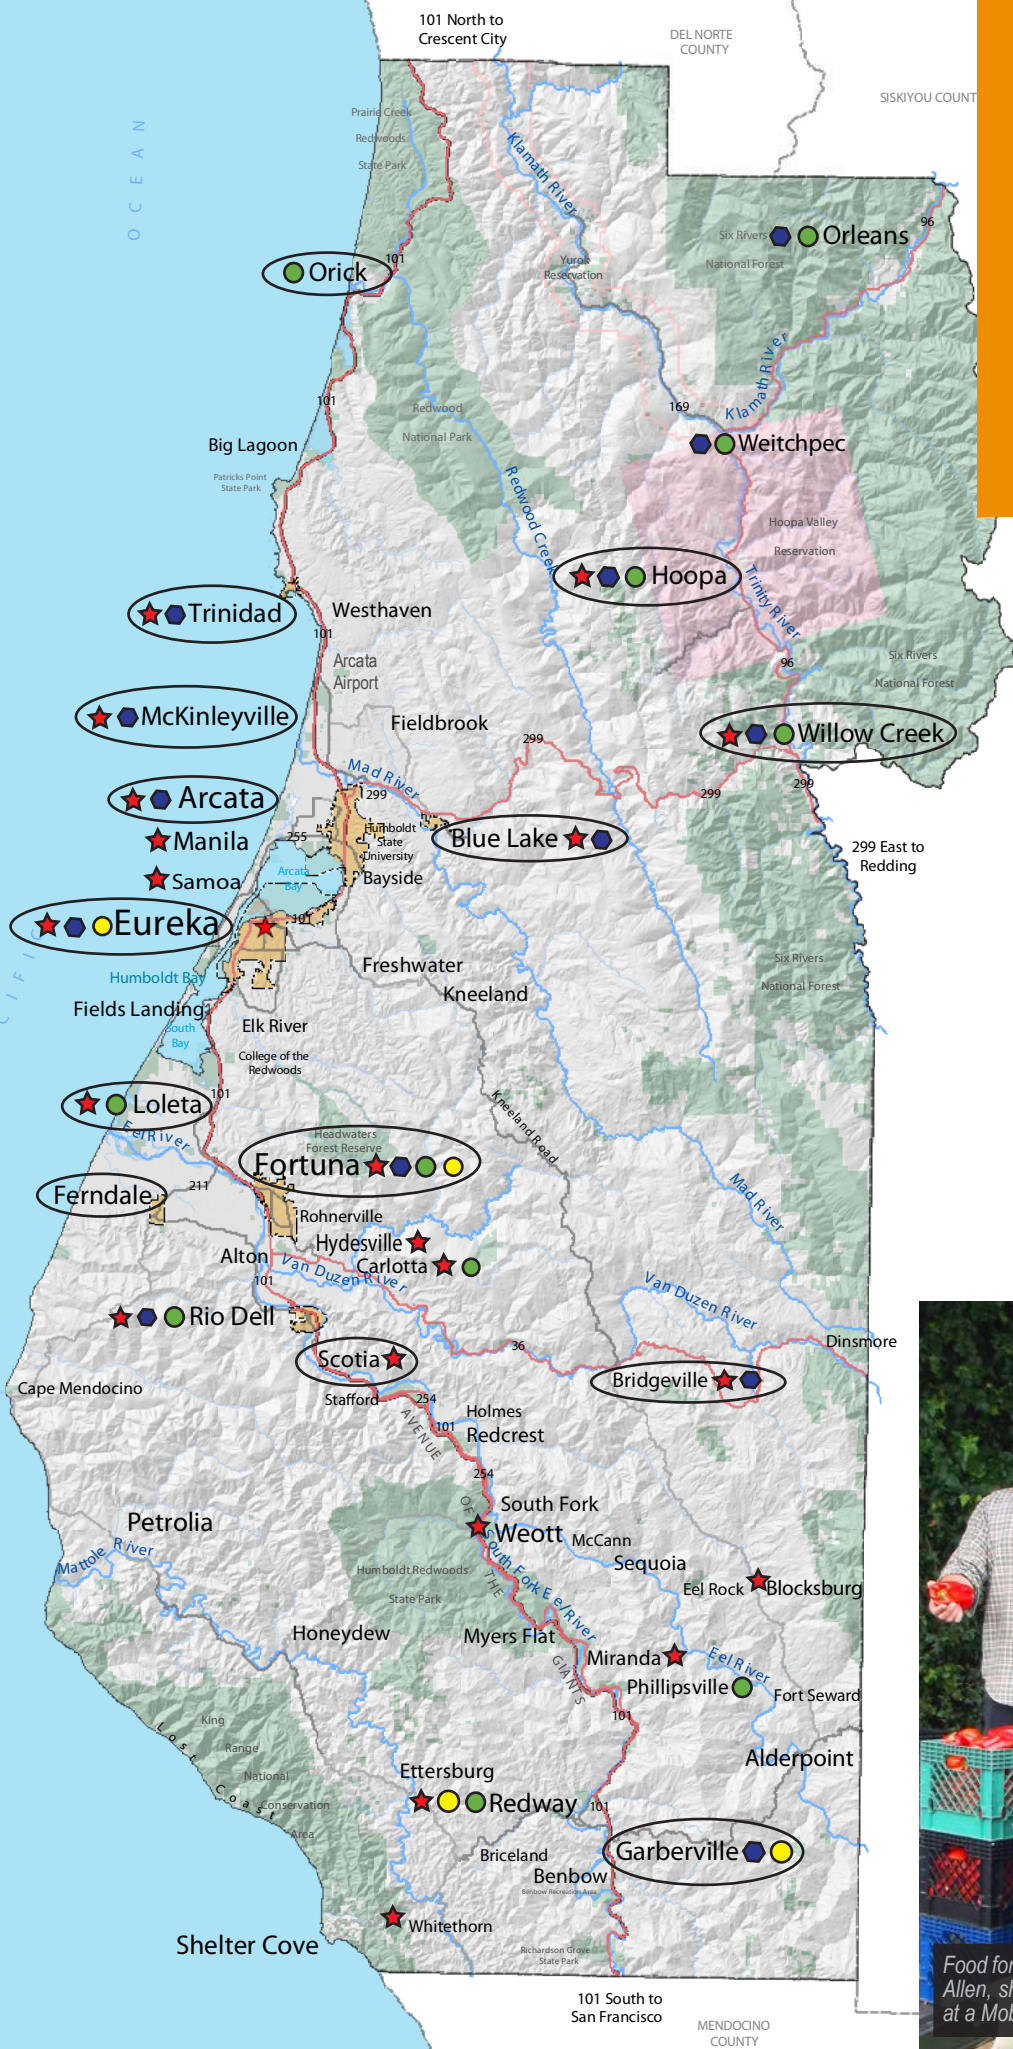 101 North to
Crescent City
DEL NORTE
COUNTY
SISKIYOU COUNT
OCEAN
Prairie Creek
Redwoods
State Park
Klamath River
96
Six Rivers
National Forest
Orleans
Yurok
Reservation
101
Orick
Klamath River
169
101
Redwood
National Park
Big Lagoon
Weitchpec
Patricks Point
State Park
Redwood Creek
Hoopa Valley
Reservation
Hoopa
Trinity River
Trinidad
Westhaven
101
Arcata
Airport
96
Six Rivers
National Forest
McKinleyville
Fieldbrook
299
Willow Creek
Mad River
299
299
299
Arcata
255
Humboldt
State
University
Blue Lake
Manila
299 East to
Redding
Samoa
Arcata
Bay
Bayside
Eureka
101
CIFIC
Freshwater
Six Rivers
National Forest
Humboldt Bay
Kneeland
Fields Landing
South
Bay
Elk River
College of the
Redwoods
101
Loleta
Kneeland Road
Eel River
Headwaters
Forest Reserve
Fortuna
Ferndale
211
Mad River
Rohnerville
Hydesville
Alton
Carlotta
Van Duzen River
101
Van Duzen River
Rio Dell
Dinsmore
36
Scotia
Bridgeville
Cape Mendocino
Stafford
254
Holmes
101
Redcrest
AVENUE
254
OF
South Fork
Petrolia
Weott
McCann
Mattole River
Sequoia
South Fork Eel River
Humboldt Redwoods
State Park
THE
Eel Rock
Blocksburg
Honeydew
Myers Flat
Miranda
Eel River
GIANTS
Phillipsville
Fort Seward
101
King
Range
National
Conservation
Area
Lost Coast
Alderpoint
Ettersburg
Redway
101
Garberville
Briceland
Benbow
Benbow Recreation Area
Whitethorn
Shelter Cove
Richardson Grove
State Park
101 South to
San Francisco
MENDOCINO
COUNTY
Food for
Allen, sh
at a Mob